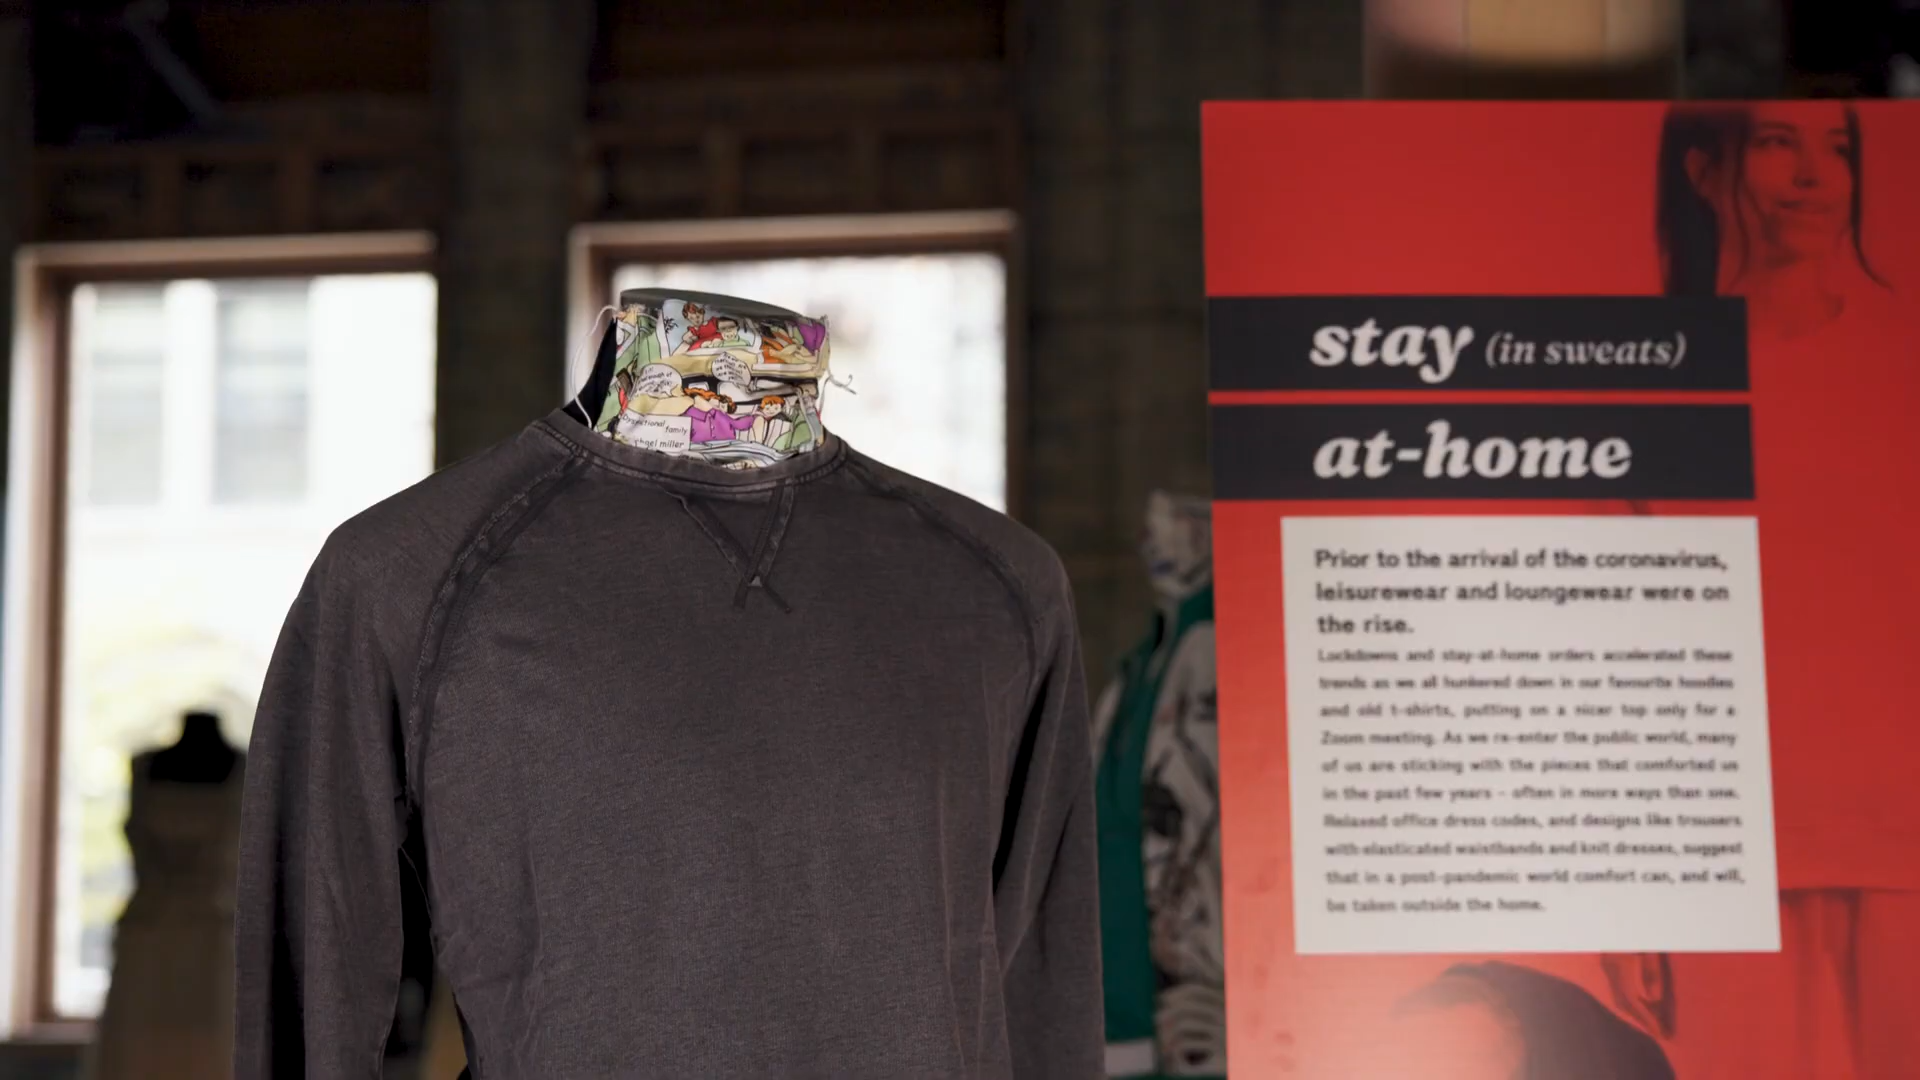 stay (in sweats)
at-home
Prior to the arrival of the coronavirus,
leisurewear and loungewear were on
the rise.
Lockdowns and stay-at-home orders accelerated these
trends as we all hunkered down in our favourite hoodies
and old t-shirts, putting on a nicer top only for a
Zoom meeting. As we re-enter the public world, many
of us are sticking with the pieces that comforted us
in the past few years – often in more ways than one.
Relaxed office dress codes, and designs like trousers
with elasticated waistbands and knit dresses, suggest
that in a post-pandemic world comfort can, and will,
be taken outside the home.
family
miller